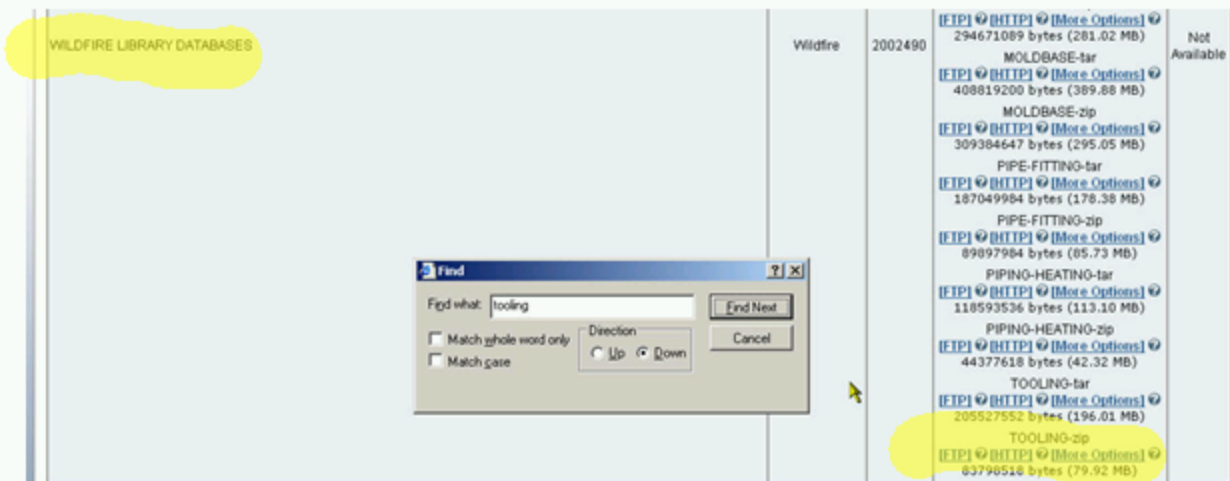 WILDFIRE LIBRARY DATABASES
Wildfire
2002490
[FTP] [HTTP] [More Options]
294671089 bytes (281.02 MB)
MOLDBASE-tar
[FTP] [HTTP] [More Options]
408819200 bytes (389.88 MB)
MOLDBASE-zip
[FTP] [HTTP] [More Options]
309384647 bytes (295.05 MB)
PIPE-FITTING-tar
[FTP] [HTTP] [More Options]
187049984 bytes (178.38 MB)
PIPE-FITTING-zip
[FTP] [HTTP] [More Options]
89897984 bytes (85.73 MB)
PIPING-HEATING-tar
[FTP] [HTTP] [More Options]
118593536 bytes (113.10 MB)
PIPING-HEATING-zip
[FTP] [HTTP] [More Options]
44377618 bytes (42.32 MB)
TOOLING-tar
[FTP] [HTTP] [More Options]
205527552 bytes (196.01 MB)
TOOLING-zip
[FTP] [HTTP] [More Options]
83798518 bytes (79.92 MB)
Not
Available
Find
Find what: tooling
Find Next
Match whole word only
Match case
Direction
Up Down
Cancel